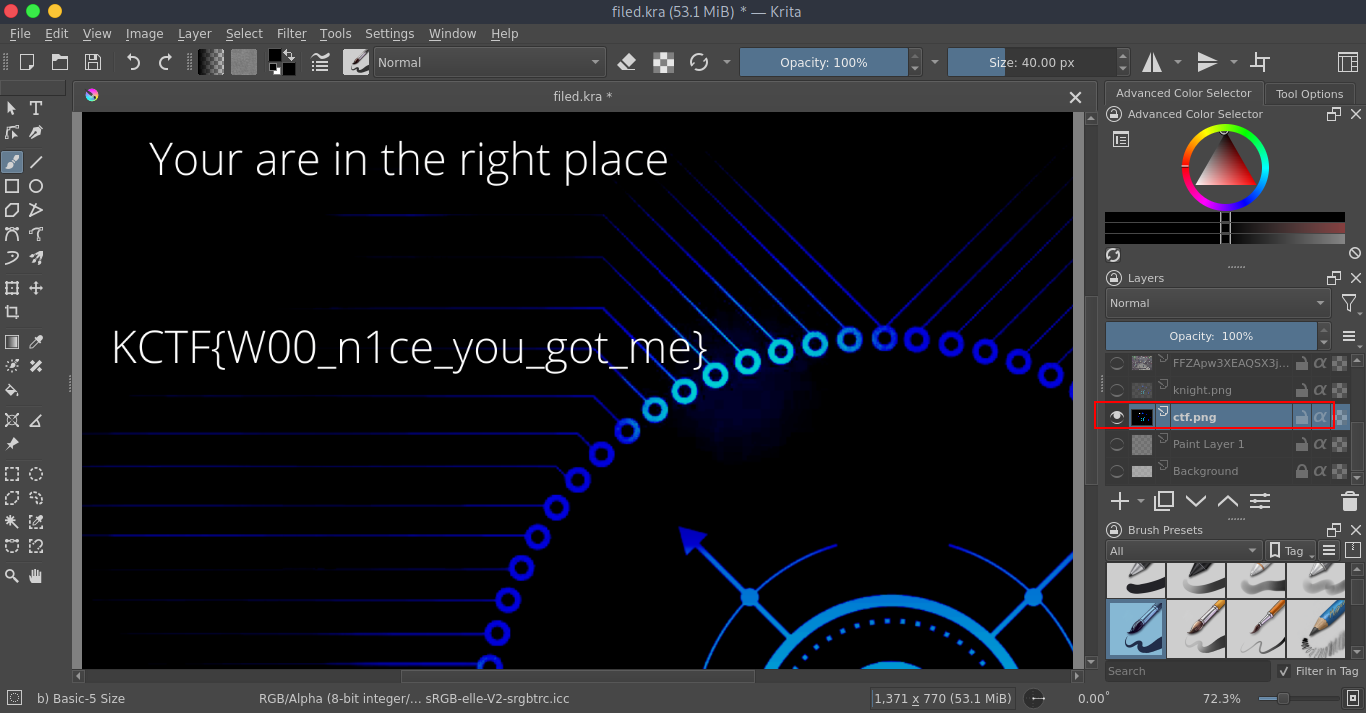 filed.kra (53.1 MiB) * — Krita
File Edit View Image Layer Select Filter Tools Settings Window Help
Normal
Opacity: 100%
Size: 40.00 px
filed.kra *
Advanced Color Selector
Tool Options
Advanced Color Selector
Your are in the right place
KCTF{W00_n1ce_you_got_me}
Layers
Normal
Opacity: 100%
FFZApw3XEAQSX3j...
knight.png
ctf.png
Paint Layer 1
Background
Brush Presets
All
Tag
Search
Filter in Tag
b) Basic-5 Size
RGB/Alpha (8-bit integer/... sRGB-elle-V2-srgbtrc.icc
1,371 x 770 (53.1 MiB)
0.00°
72.3%